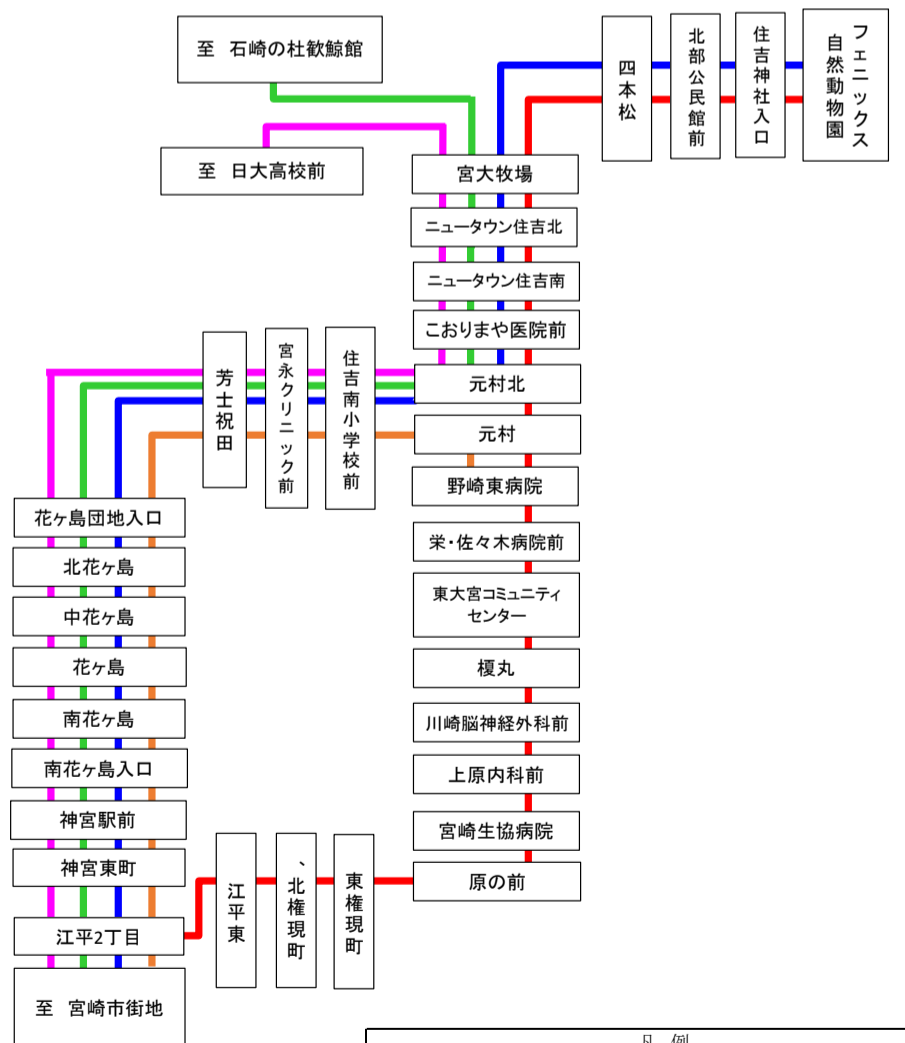 至 石崎の杜歓鯨館
至 日大高校前
四本松
北部公民館前
住吉神社入口
フェニックス
自然動物園
宮大牧場
ニュータウン住吉北
ニュータウン住吉南
こおりまや医院前
元村北
元村
野崎東病院
栄・佐々木病院前
東大宮コミュニティ
センター
榎丸
川崎脳神経外科前
上原内科前
宮崎生協病院
原の前
芳士祝田
宮永クリニック前
住吉南小学校前
花ヶ島団地入口
北花ヶ島
中花ヶ島
花ヶ島
南花ヶ島
南花ヶ島入口
神宮駅前
神宮東町
江平2丁目
至 宮崎市街地
江平東
、北権現町
東権現町
凡 例